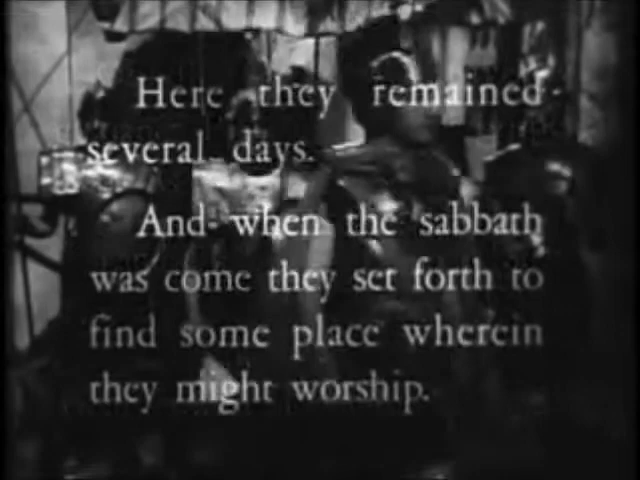 Here they remained
several days.
And when the sabbath
was come they set forth to
find some place wherein
they might worship.